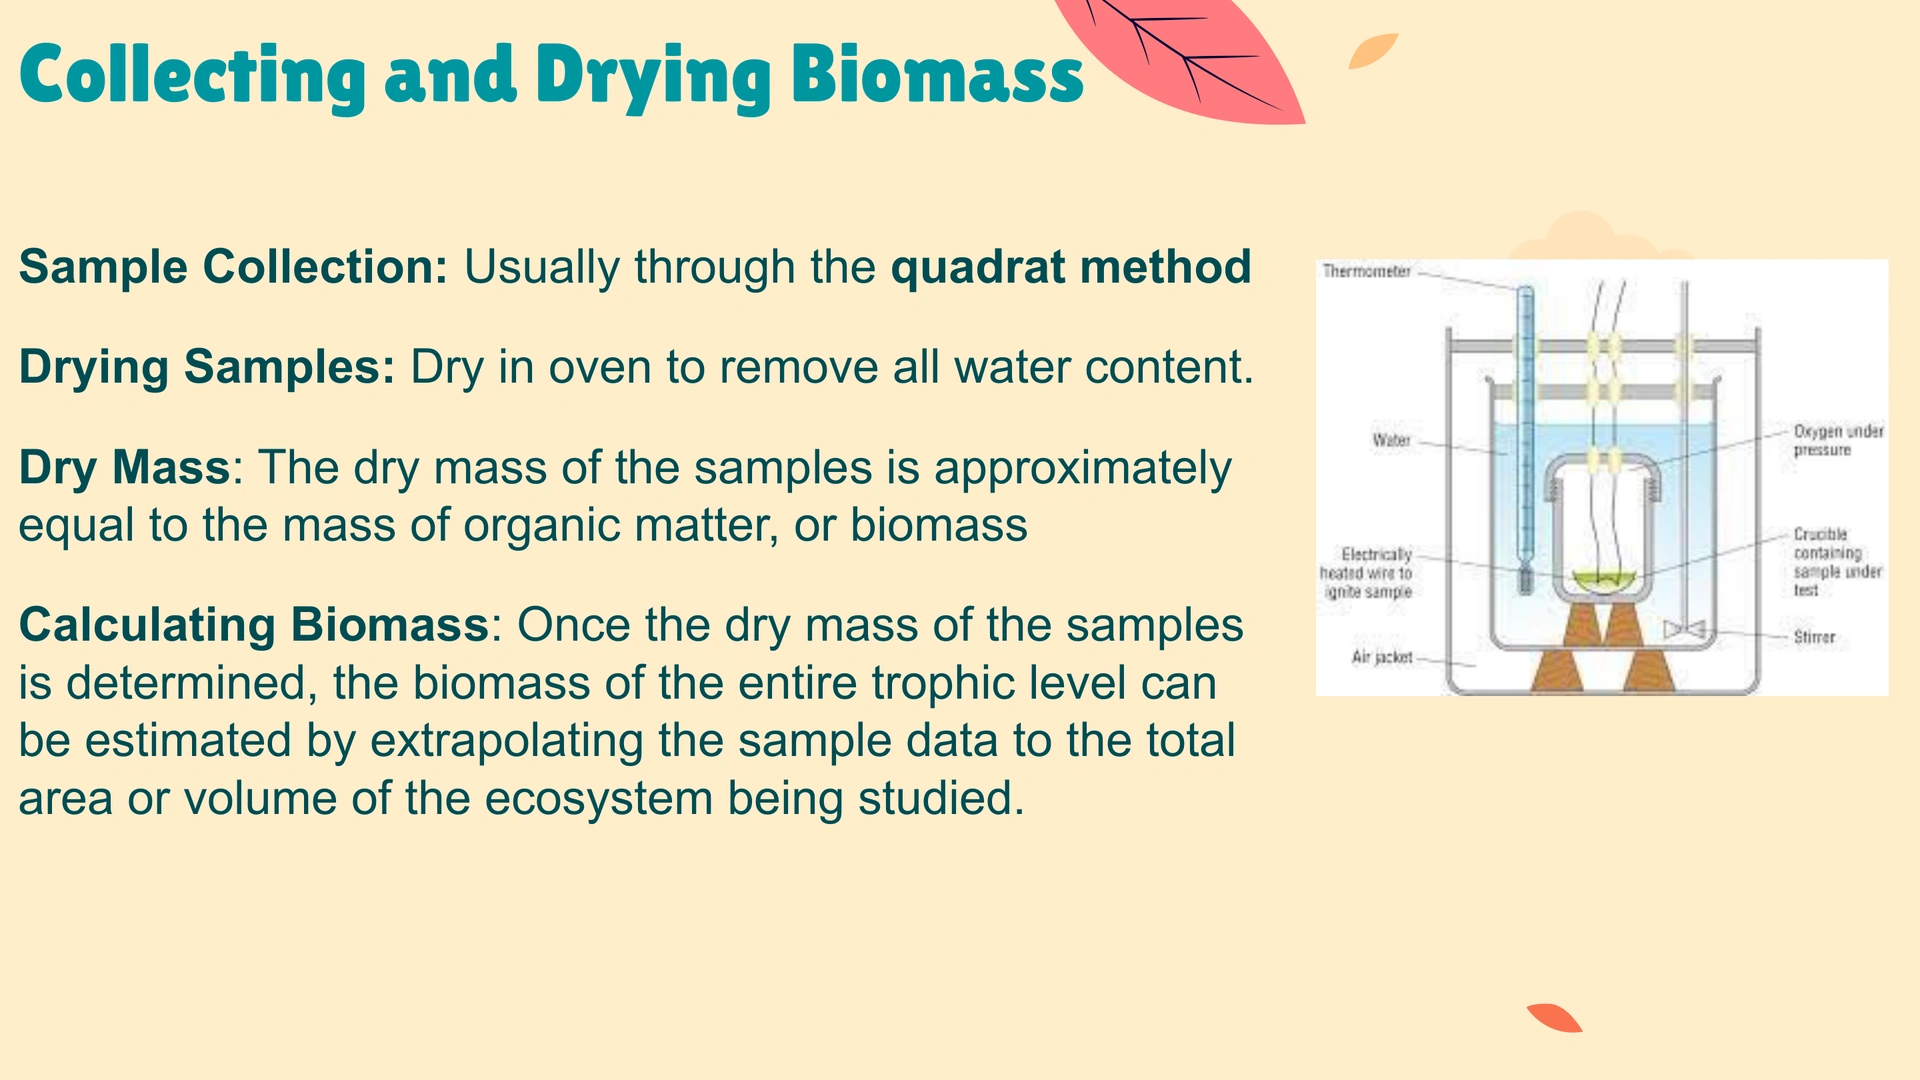 Collecting and Drying Biomass
Sample Collection: Usually through the quadrat method
Drying Samples: Dry in oven to remove all water content.
Dry Mass: The dry mass of the samples is approximately
equal to the mass of organic matter, or biomass
Calculating Biomass: Once the dry mass of the samples
is determined, the biomass of the entire trophic level can
be estimated by extrapolating the sample data to the total
area or volume of the ecosystem being studied.
Thermometer
Water
Electrically
heated wire to
ignite sample
Air jacket
Oxygen under
pressure
Crucible
containing
sample under
test
Stirrer